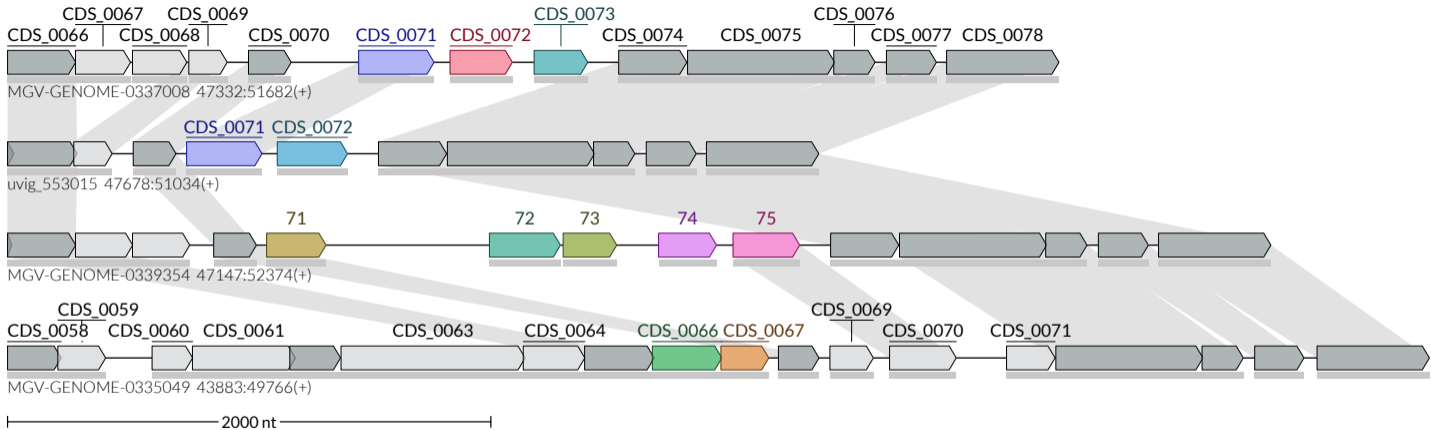 CDS_0067 CDS_0069 CDS_0073 CDS_0076
CDS_0066 CDS_0068 CDS_0070 CDS_0071 CDS_0072 CDS_0074 CDS_0075 CDS_0077 CDS_0078
MGV-GENOME-0337008 47332:51682(+)
CDS_0071 CDS_0072
uvig_553015 47678:51034(+)
71 72 73 74 75
MGV-GENOME-0339354 47147:52374(+)
CDS_0059 CDS_0069
CDS_0058 CDS_0060 CDS_0061 CDS_0063 CDS_0064 CDS_0066 CDS_0067 CDS_0070 CDS_0071
MGV-GENOME-0335049 43883:49766(+)
2000 nt